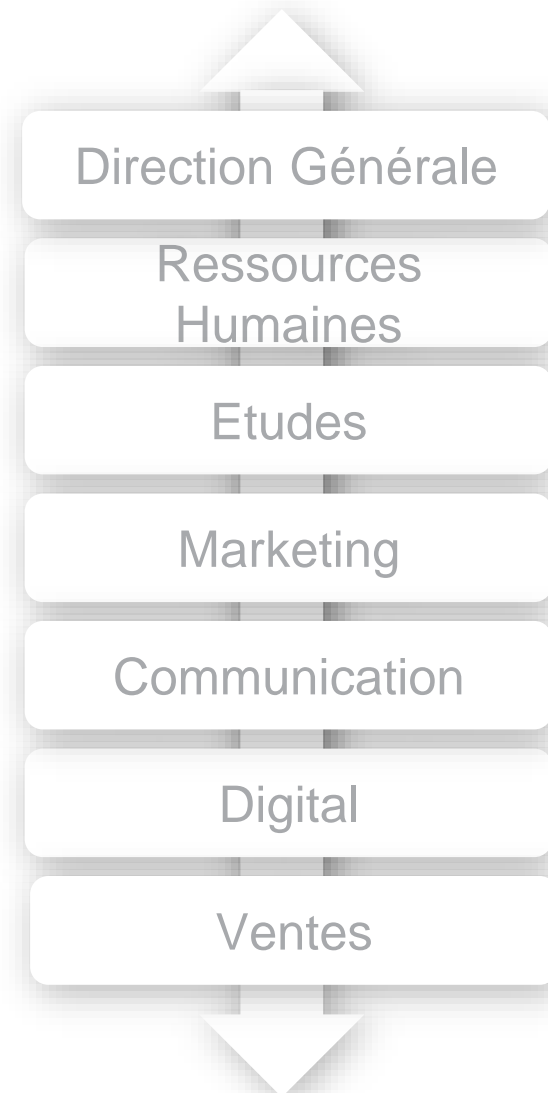 Direction Générale
Ressources
Humaines
Etudes
Marketing
Communication
Digital
Ventes